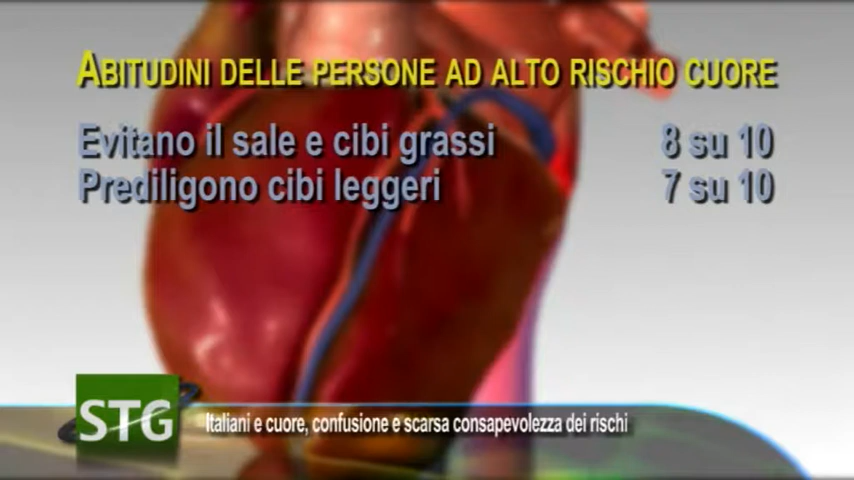 ABITUDINI DELLE PERSONE AD ALTO RISCHIO CUORE
Evitano il sale e cibi grassi 8 su 10
Prediligono cibi leggeri 7 su 10
STG
Italiani e cuore, confusione e scarsa consapevolezza dei rischi